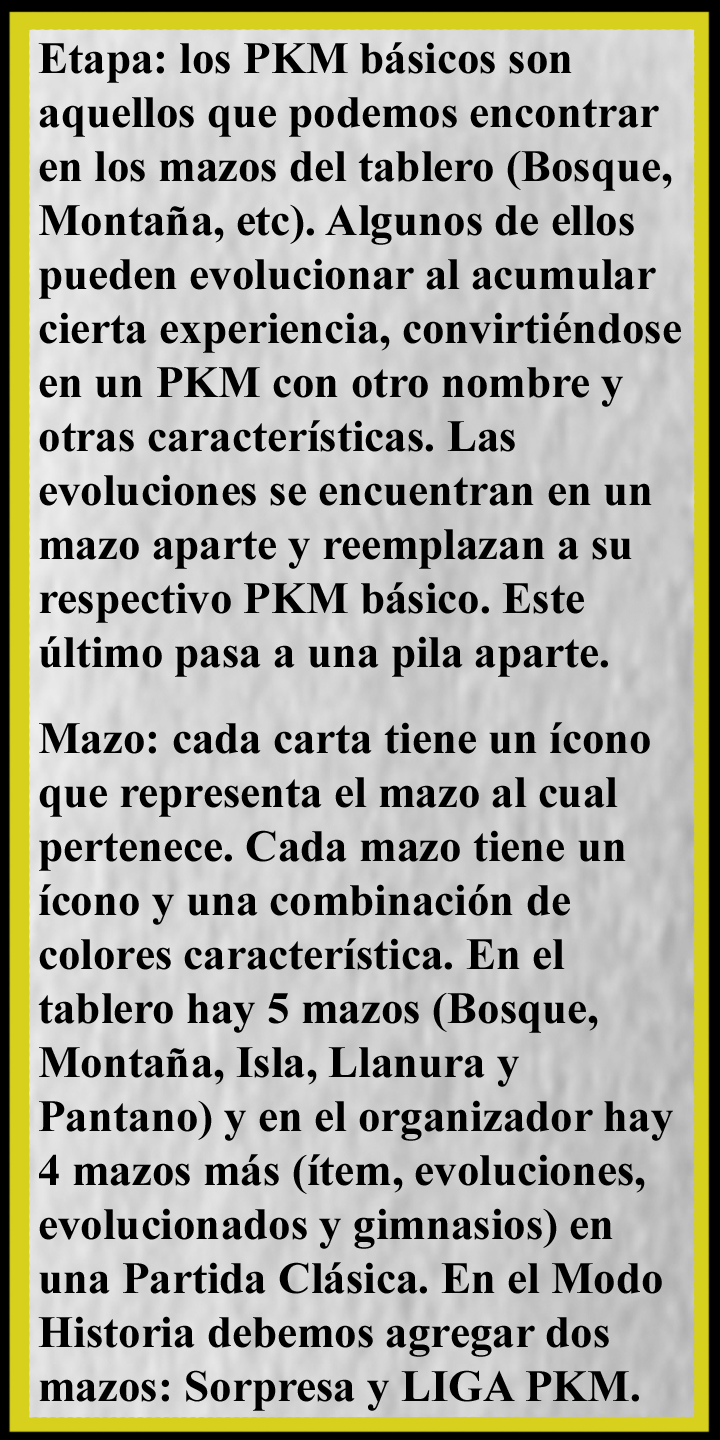 Etapa: los PKM básicos son
aquellos que podemos encontrar
en los mazos del tablero (Bosque,
Montaña, etc). Algunos de ellos
pueden evolucionar al acumular
cierta experiencia, convirtiéndose
en un PKM con otro nombre y
otras características. Las
evoluciones se encuentran en un
mazo aparte y reemplazan a su
respectivo PKM básico. Este
último pasa a una pila aparte.
Mazo: cada carta tiene un ícono
que representa el mazo al cual
pertenece. Cada mazo tiene un
ícono y una combinación de
colores característica. En el
tablero hay 5 mazos (Bosque,
Montaña, Isla, Llanura y
Pantano) y en el organizador hay
4 mazos más (ítem, evoluciones,
evolucionados y gimnasios) en
una Partida Clásica. En el Modo
Historia debemos agregar dos
mazos: Sorpresa y LIGA PKM.